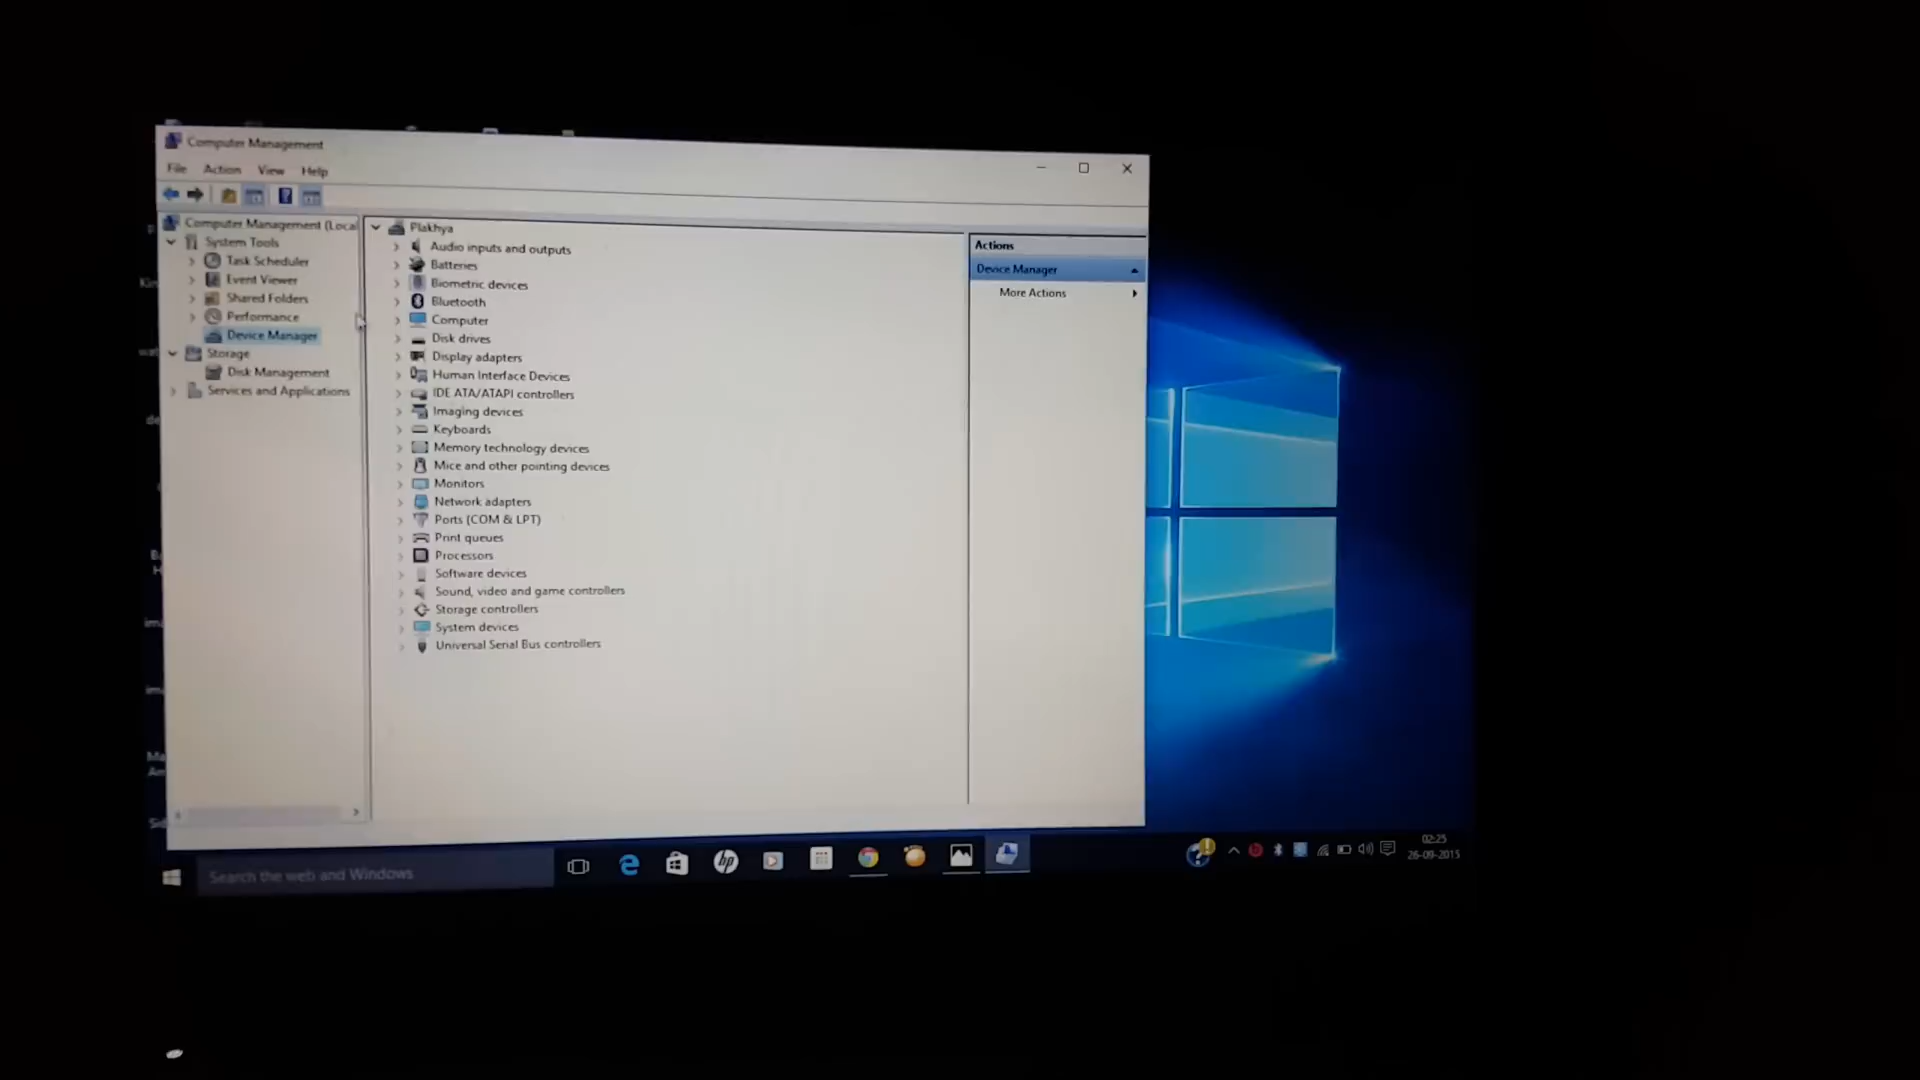 Computer Management
File Action View Help
Computer Management (Local
System Tools
Task Scheduler
Event Viewer
Shared Folders
Performance
Device Manager
Storage
Disk Management
Services and Applications
Plakhya
Audio inputs and outputs
Batteries
Biometric devices
Bluetooth
Computer
Disk drives
Display adapters
Human Interface Devices
IDE ATA/ATAPI controllers
Imaging devices
Keyboards
Memory technology devices
Mice and other pointing devices
Monitors
Network adapters
Ports (COM & LPT)
Print queues
Processors
Software devices
Sound, video and game controllers
Storage controllers
System devices
Universal Serial Bus controllers
Actions
Device Manager
More Actions
Search the web and Windows
hp
02:25
26-09-2015